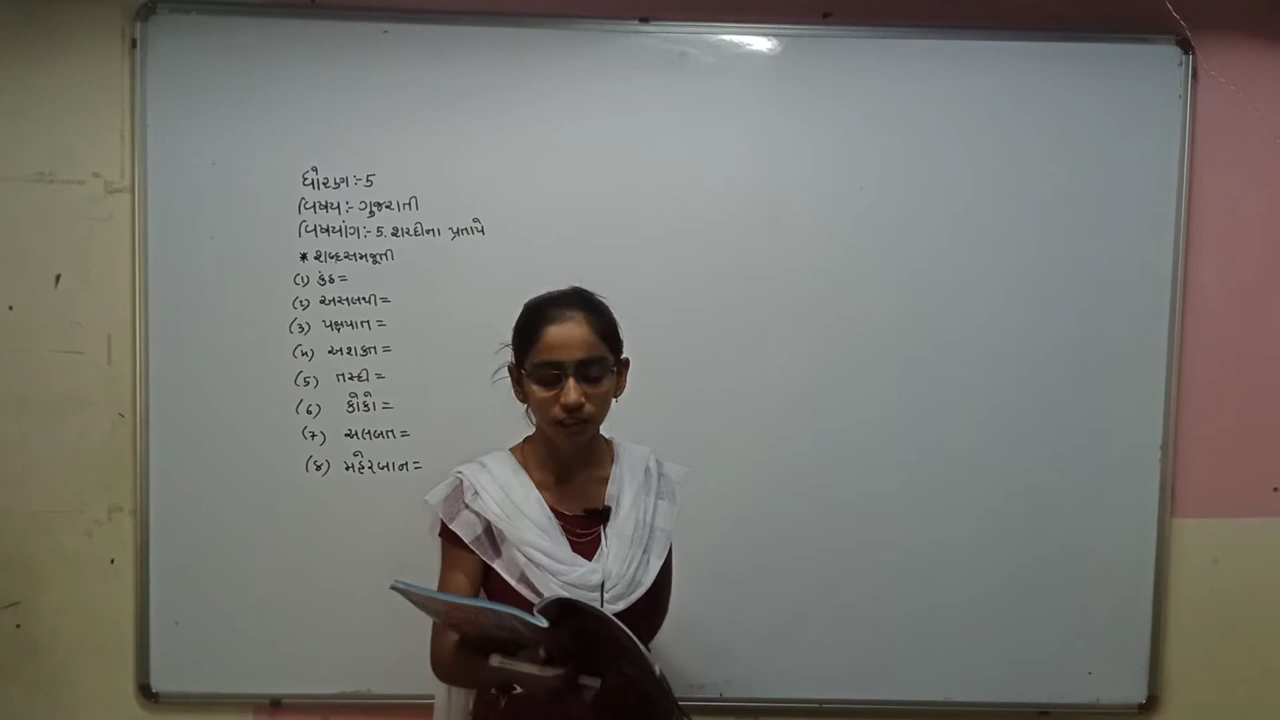 ધોરણ:-5
વિષય:- ગુજરાતી
વિષયાંગ:- 5. શરદીના પ્રતાપે
* શબ્દસમજૂતી
(1) કુંઠ=
(2) અસલથી=
(3) પક્ષપાત =
(4) અશક્ત =
(5) તસ્દી =
(6) કોકો =
(7) અલબત =
(8) મહેરબાન=